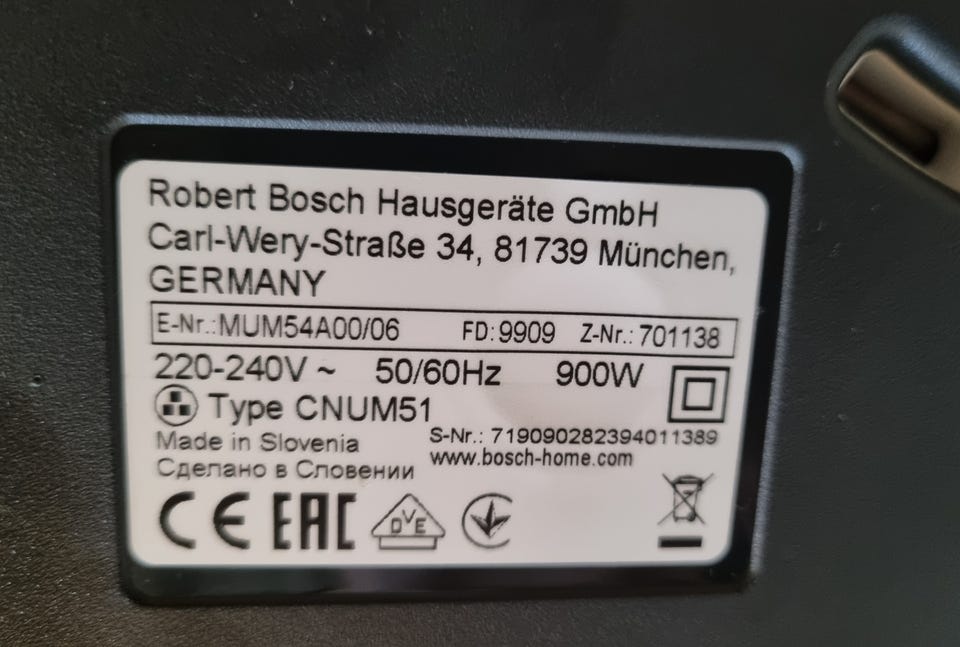 Robert Bosch Hausgeräte GmbH
Carl-Wery-Straße 34, 81739 München,
GERMANY
E-Nr.:MUM54A00/06 FD:9909 Z-Nr.: 701138
220-240V ~ 50/60Hz 900W
Type CNUM51
Made in Slovenia S-Nr.: 719090282394011389
Сделано в Словении www.bosch-home.com
CE EAC DVE